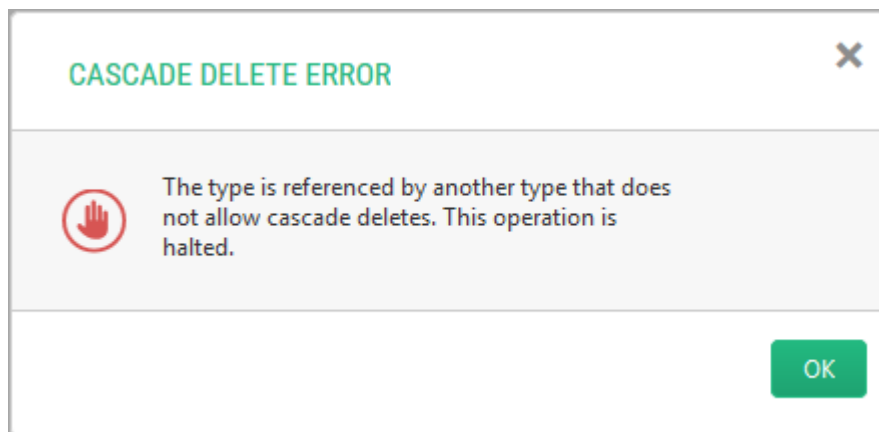 CASCADE DELETE ERROR
The type is referenced by another type that does
not allow cascade deletes. This operation is
halted.
OK